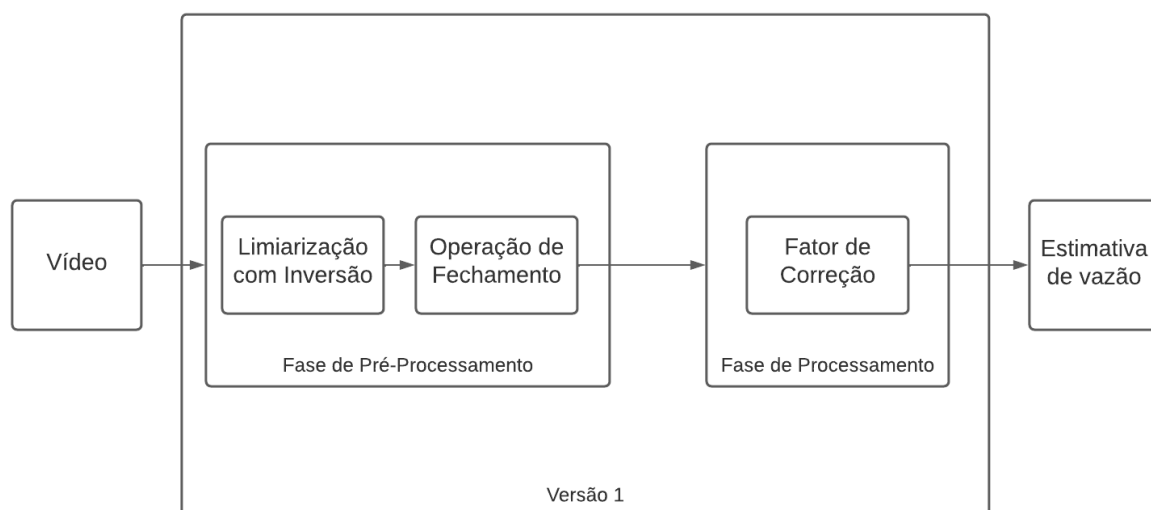 Vídeo
Limiarização
com Inversão
Operação de
Fechamento
Fase de Pré-Processamento
Fator de
Correção
Fase de Processamento
Estimativa
de vazão
Versão 1